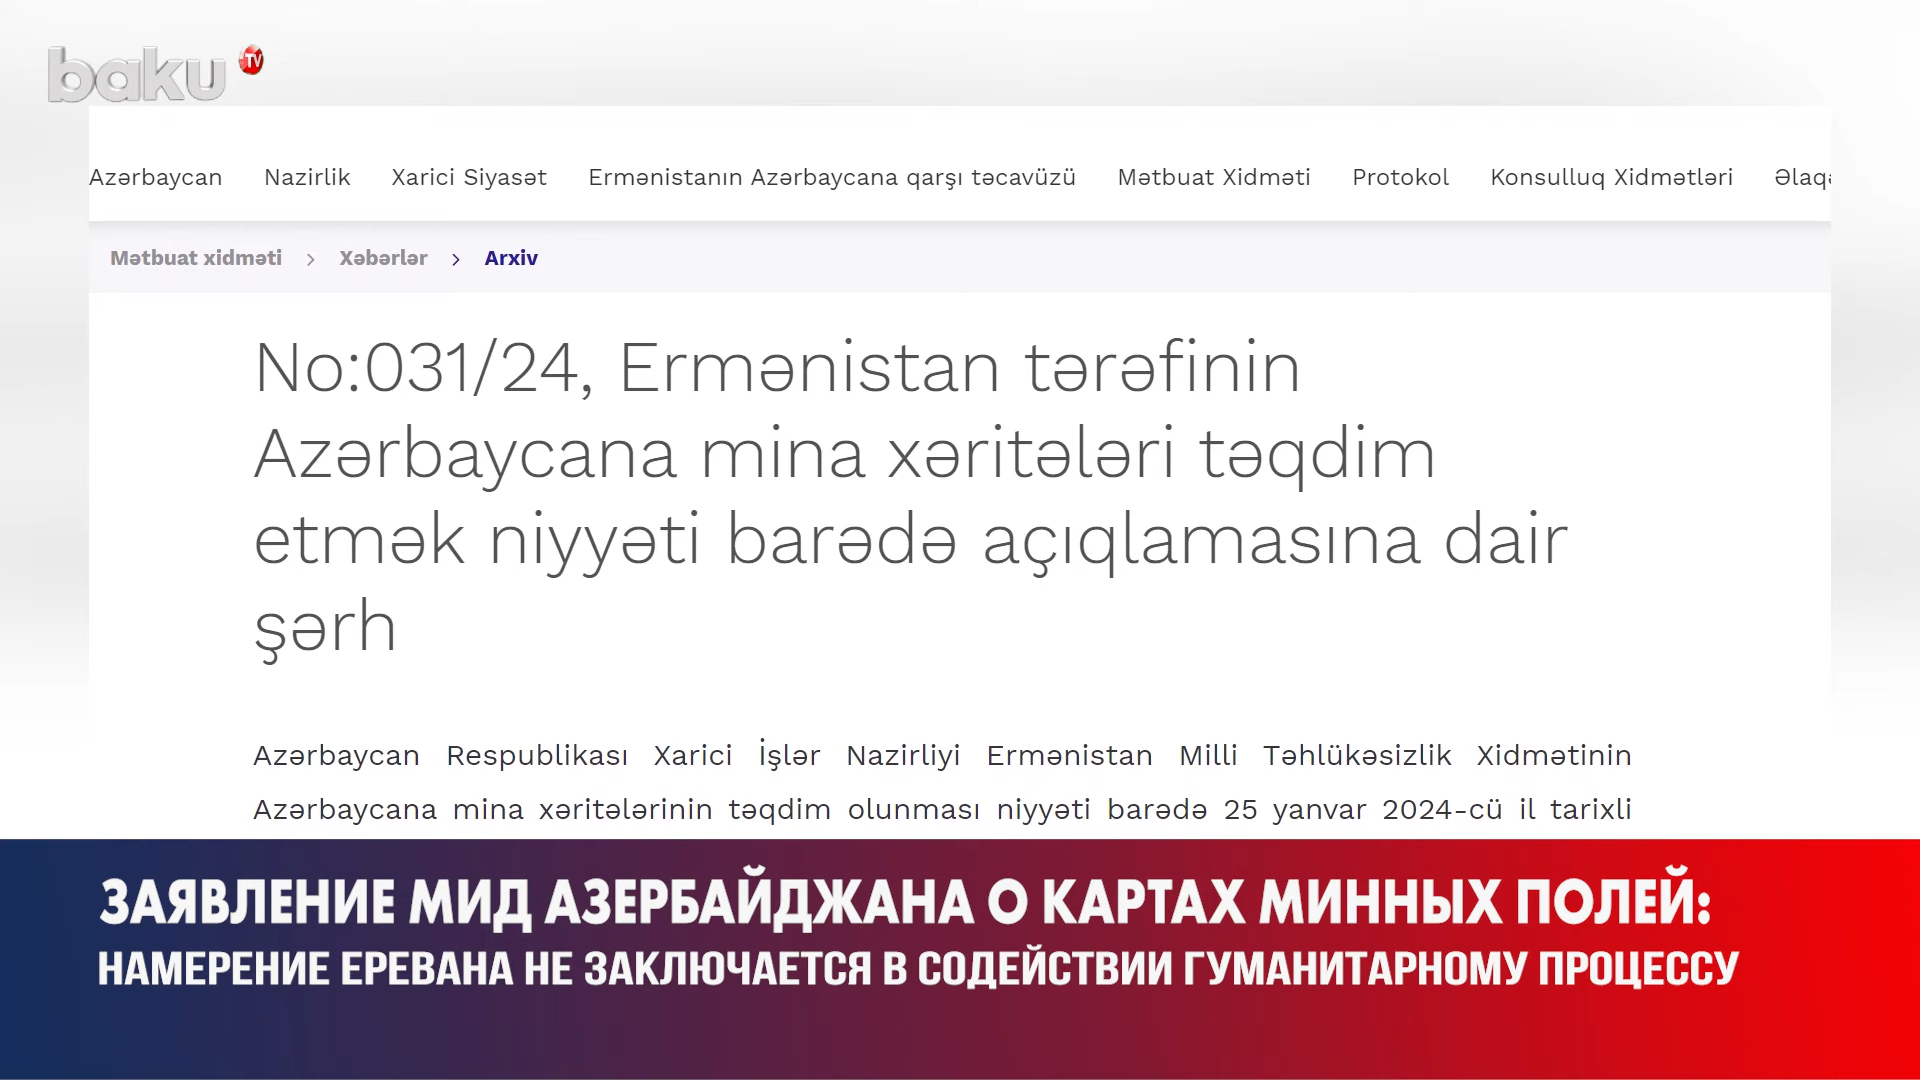 baku TV
Azərbaycan Nazirlik Xarici Siyasət Ermənistanın Azərbaycana qarşı təcavüzü Mətbuat Xidməti Protokol Konsulluq Xidmətləri Əlaqə
Mətbuat xidməti > Xəbərlər > Arxiv
No:031/24, Ermənistan tərəfinin
Azərbaycana mina xəritələri təqdim
etmək niyyəti barədə açıqlamasına dair
şərh
Azərbaycan Respublikası Xarici İşlər Nazirliyi Ermənistan Milli Təhlükəsizlik Xidmətinin
Azərbaycana mina xəritələrinin təqdim olunması niyyəti barədə 25 yanvar 2024-cü il tarixli
ЗАЯВЛЕНИЕ МИД АЗЕРБАЙДЖАНА О КАРТАХ МИННЫХ ПОЛЕЙ:
НАМЕРЕНИЕ ЕРЕВАНА НЕ ЗАКЛЮЧАЕТСЯ В СОДЕЙСТВИИ ГУМАНИТАРНОМУ ПРОЦЕССУ